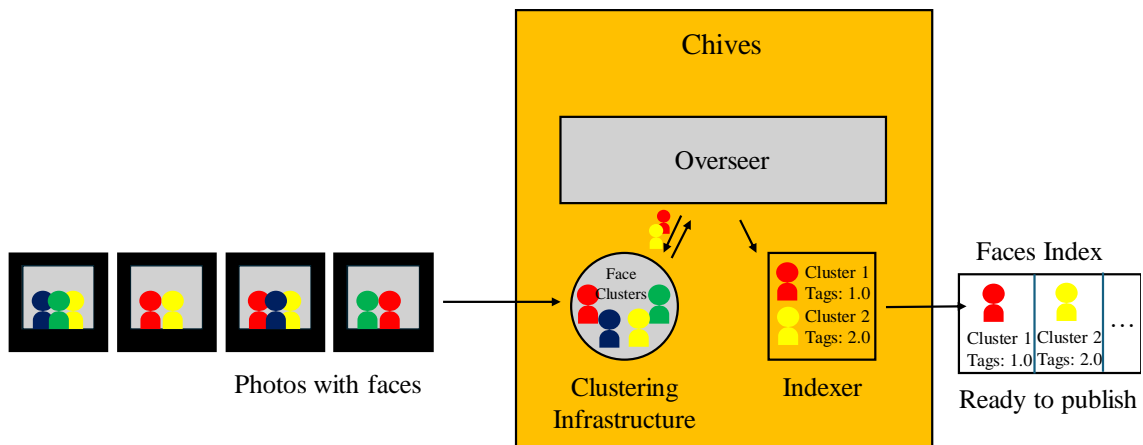 Chives
Overseer
Face
Clusters
Cluster 1
Tags: 1.0
Cluster 2
Tags: 2.0
Faces Index
Cluster 1
Tags: 1.0
Cluster 2
Tags: 2.0
...
Photos with faces
Clustering
Infrastructure
Indexer
Ready to publish